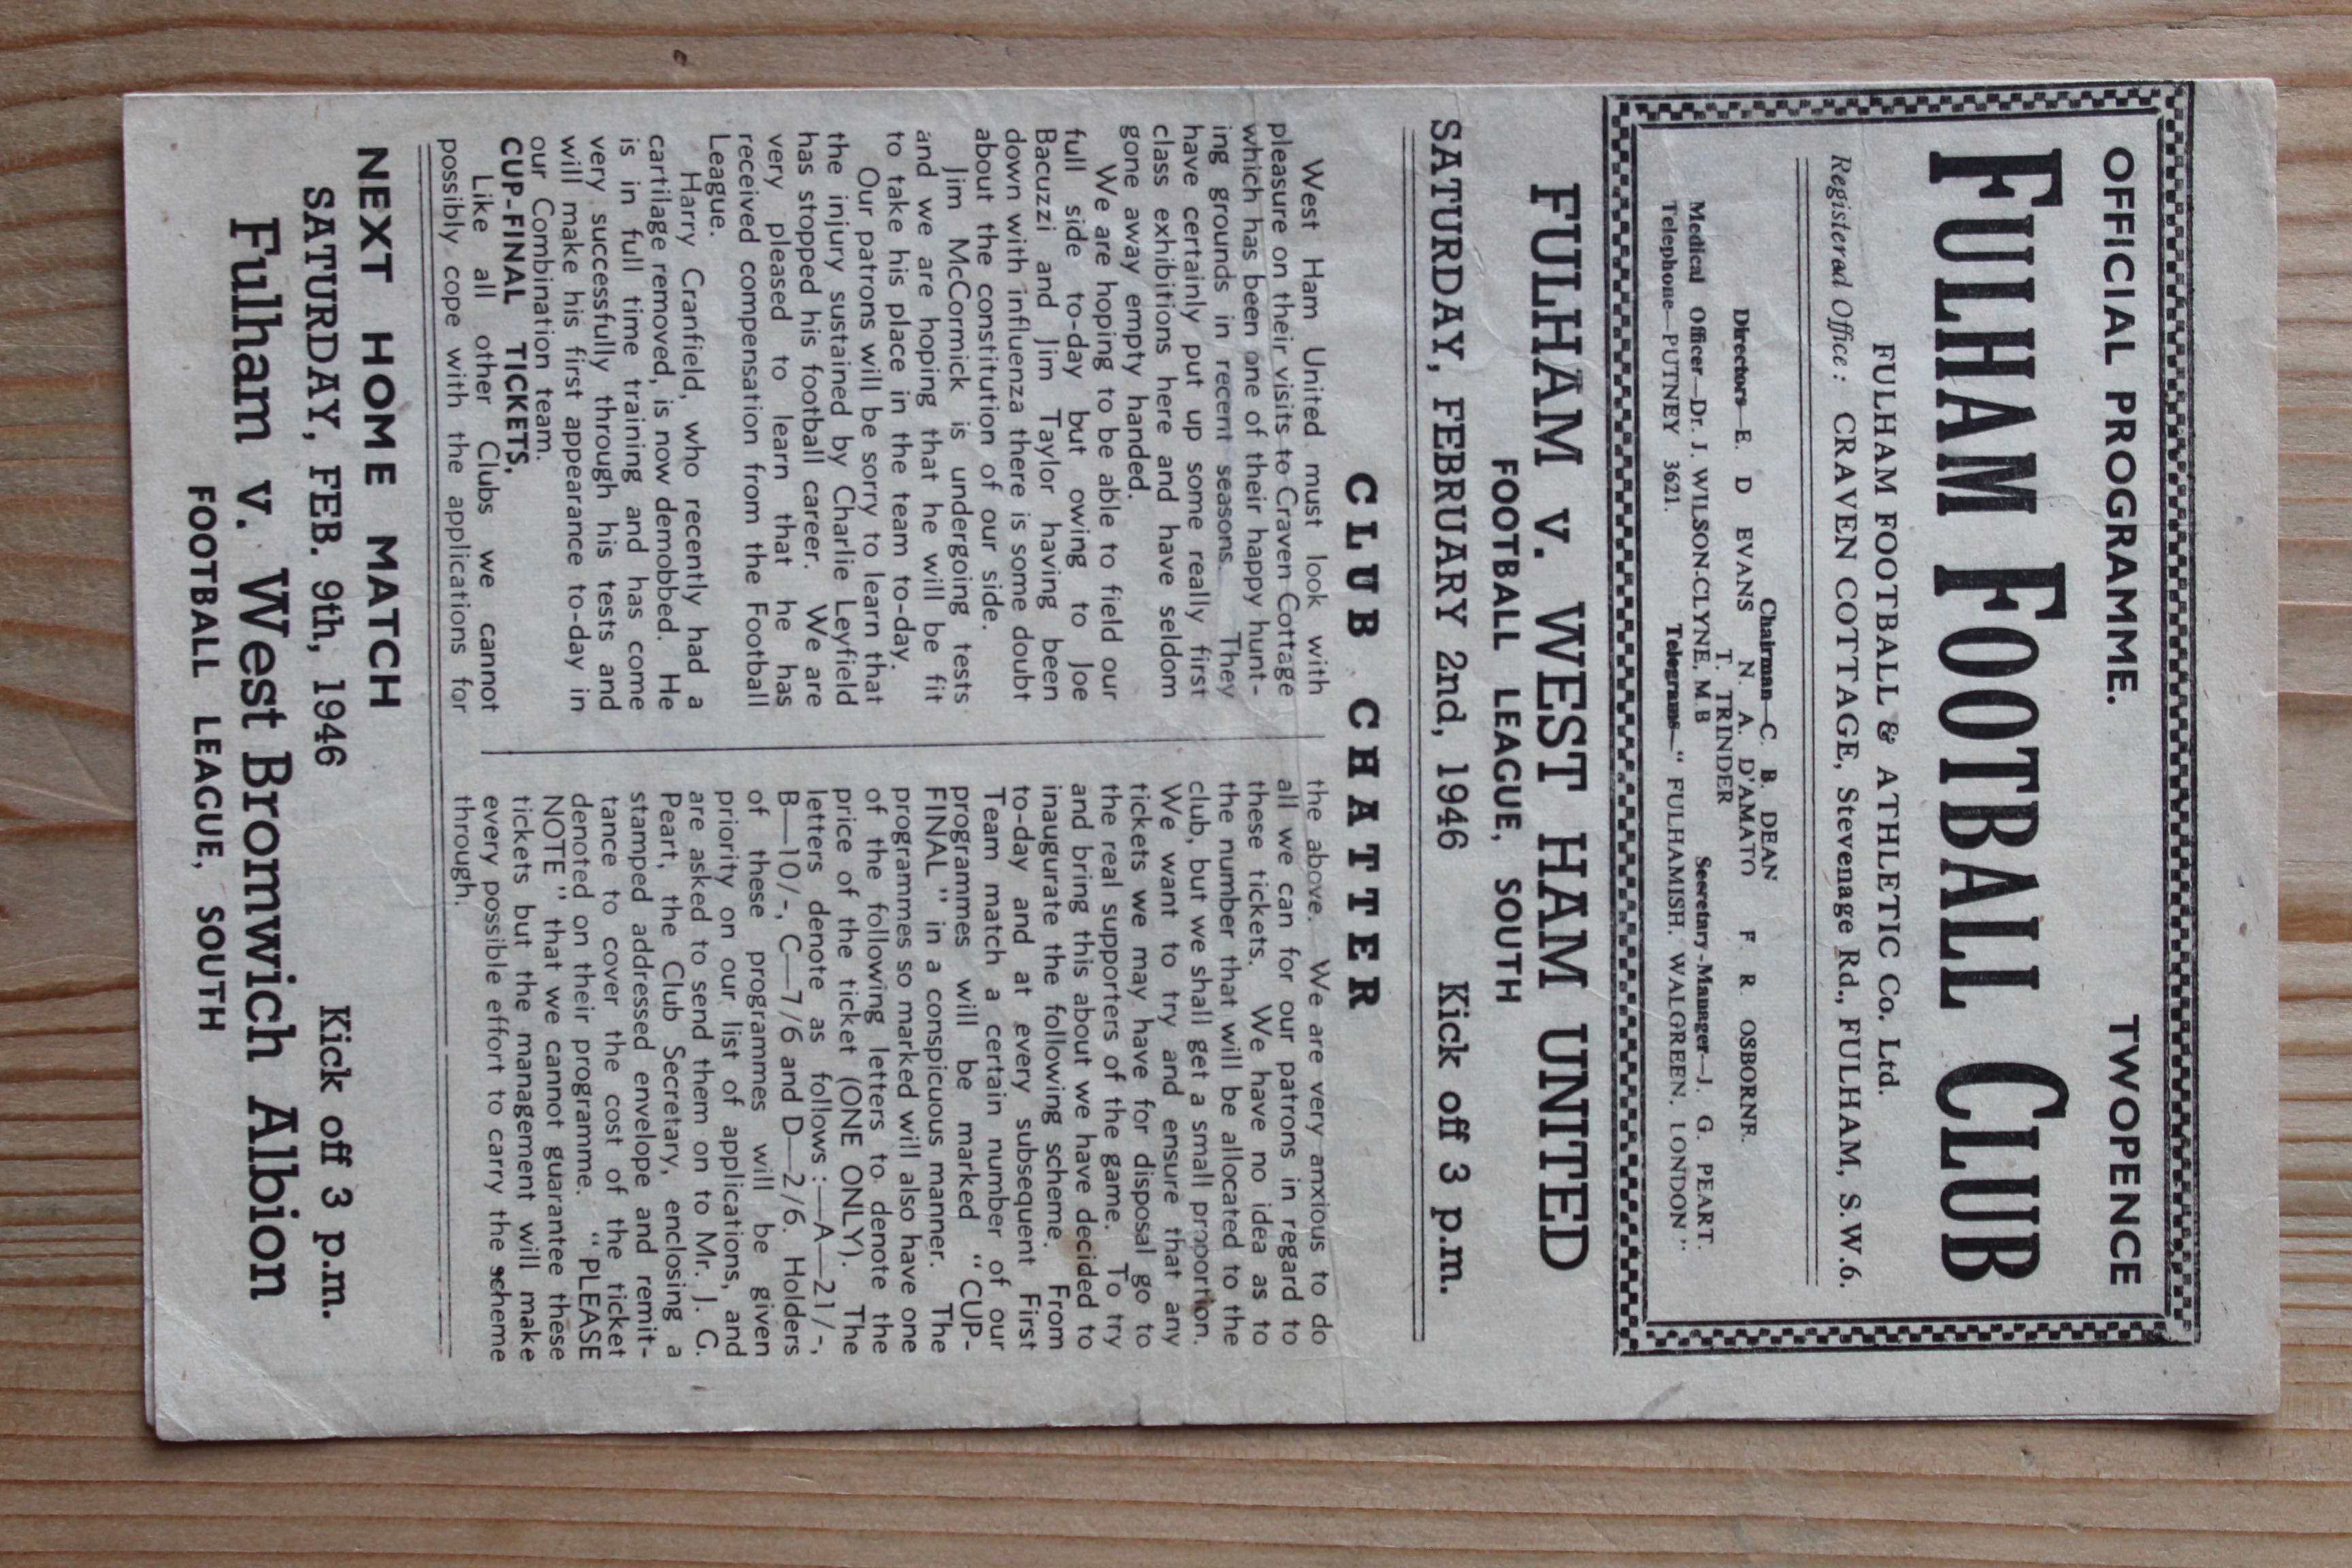 OFFICIAL PROGRAMME. TWOPENCE
FULHAM FOOTBALL CLUB
FULHAM FOOTBALL & ATHLETIC Co. Ltd.
Registered Office : CRAVEN COTTAGE, Stevenage Rd., FULHAM, S.W.6.
Chairman—C. B. DEAN
Directors—E. D EVANS N. A. D'AMATO F R. OSBORNE.
T. TRINDER
Medical Officer—Dr. J. WILSON-CLYNE, M.B Secretary-Manager—J. G. PEART.
Telephone—PUTNEY 3621. Telegrams—" FULHAMISH, WALGREEN, LONDON"
FULHAM v. WEST HAM UNITED
FOOTBALL LEAGUE, SOUTH
SATURDAY, FEBRUARY 2nd, 1946 Kick off 3 p.m.
CLUB CHATTER
West Ham United must look with
pleasure on their visits to Craven Cottage
which has been one of their happy hunt-
ing grounds in recent seasons. They
have certainly put up some really first
class exhibitions here and have seldom
gone away empty handed.
We are hoping to be able to field our
full side to-day but owing to Joe
Bacuzzi and Jim Taylor having been
down with influenza there is some doubt
about the constitution of our side.
Jim McCormick is undergoing tests
and we are hoping that he will be fit
to take his place in the team to-day.
Our patrons will be sorry to learn that
the injury sustained by Charlie Leyfield
has stopped his football career. We are
very pleased to learn that he has
received compensation from the Football
League.
Harry Cranfield, who recently had a
cartilage removed, is now demobbed. He
is in full time training and has come
very successfully through his tests and
will make his first appearance to-day in
our Combination team.
CUP-FINAL TICKETS.
Like all other Clubs we cannot
possibly cope with the applications for
the above. We are very anxious to do
all we can for our patrons in regard to
these tickets. We have no idea as to
the number that will be allocated to the
club, but we shall get a small proportion.
We want to try and ensure that any
tickets we may have for disposal go to
the real supporters of the game. To try
and bring this about we have decided to
inaugurate the following scheme. From
to-day and at every subsequent First
Team match a certain number of our
programmes will be marked " CUP-
FINAL " in a conspicuous manner. The
programmes so marked will also have one
of the following letters to denote the
price of the ticket (ONE ONLY). The
letters denote as follows :—A—21/-,
B—10/-, C—7/6 and D—2/6. Holders
of these programmes will be given
priority on our list of applications, and
are asked to send them on to Mr. J. G.
Peart, the Club Secretary, enclosing a
stamped addressed envelope and remit-
tance to cover the cost of the ticket
denoted on their programme. " PLEASE
NOTE " that we cannot guarantee these
tickets but the management will make
every possible effort to carry the scheme
through.
NEXT HOME MATCH
SATURDAY, FEB. 9th, 1946 Kick off 3 p.m.
Fulham v. West Bromwich Albion
FOOTBALL LEAGUE, SOUTH